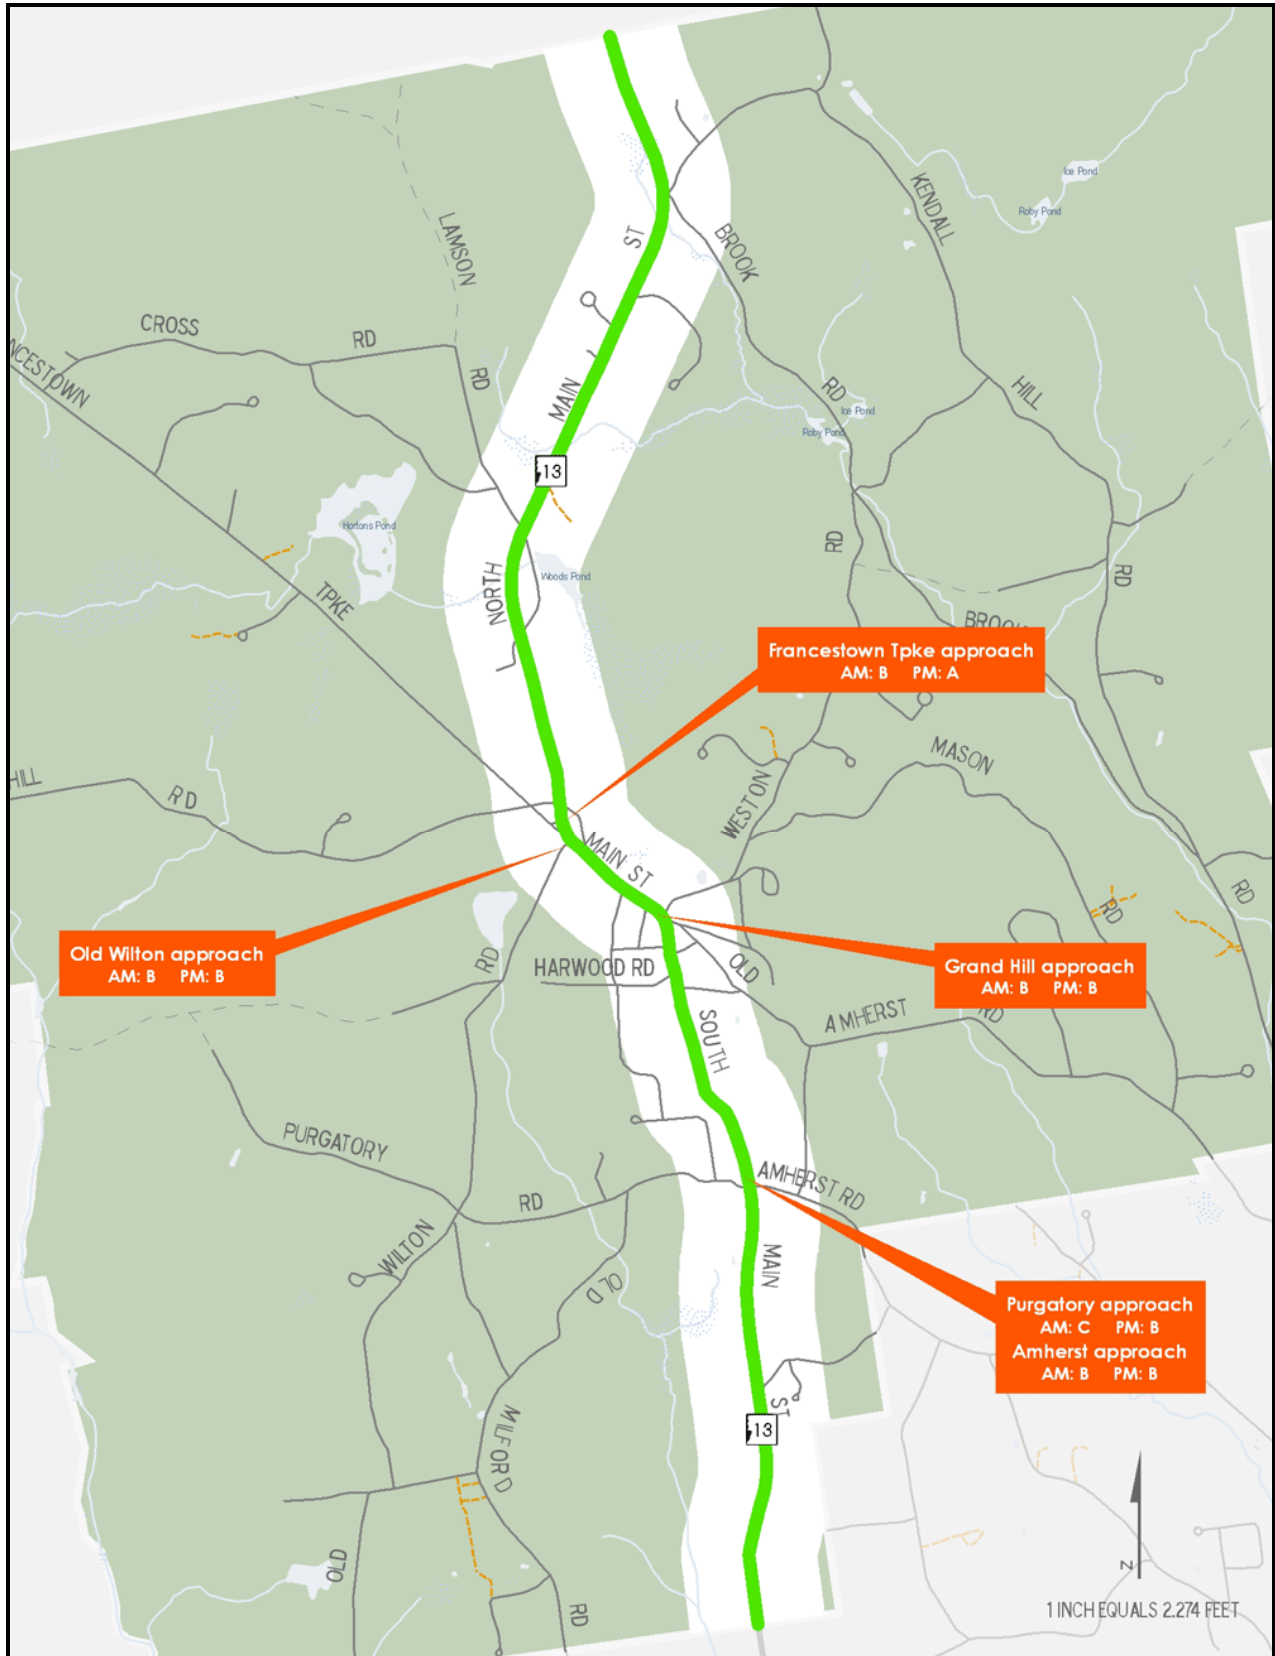 Ice Pond
Roby Pond
KENDALL
LAMSON
ST
BROOK
CROSS
RD
NCESTOWN
RD
MAIN
RD
HILL
Ice Pond
Roby Pond
13
Hortons Pond
RD
Woods Pond
RD
NORTH
TPKE
BROOK
Francestown Tpke approach
AM: B PM: A
MASON
HILL
RD
WESTON
MAIN ST
RD
RD
Old Wilton approach
AM: B PM: B
RD
HARWOOD RD
OLD
Grand Hill approach
AM: B PM: B
AMHERST
RD
SOUTH
PURGATORY
AMHERST RD
RD
WILTON
MAIN
OLD
Purgatory approach
AM: C PM: B
Amherst approach
AM: B PM: B
ST
13
MILFORD
OLD
RD
N
1 INCH EQUALS 2,274 FEET